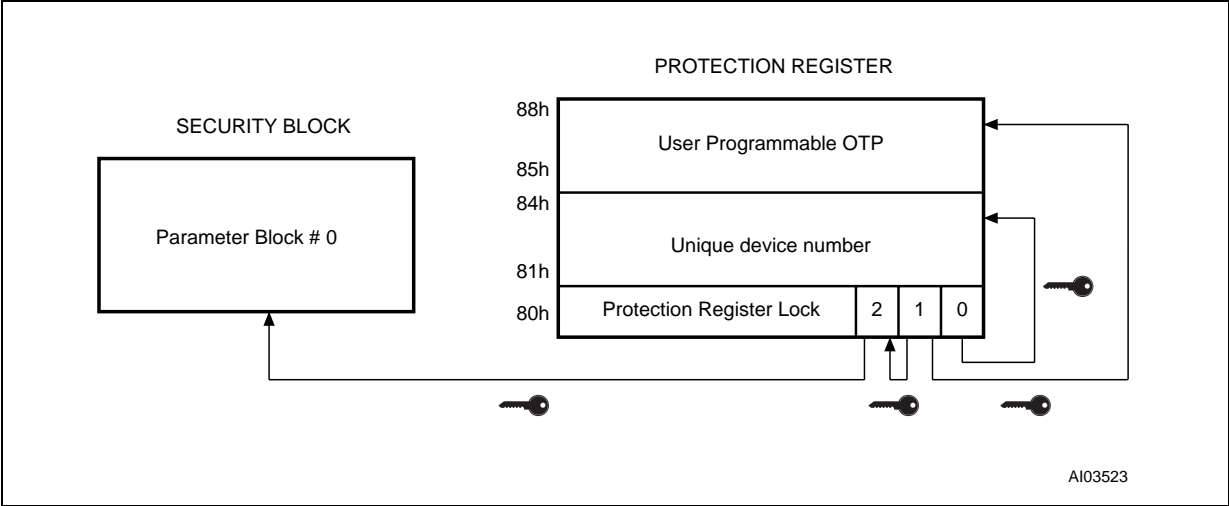 PROTECTION REGISTER
SECURITY BLOCK
Parameter Block # 0
88h
User Programmable OTP
85h
84h
Unique device number
81h
80h
Protection Register Lock 2 1 0
AI03523